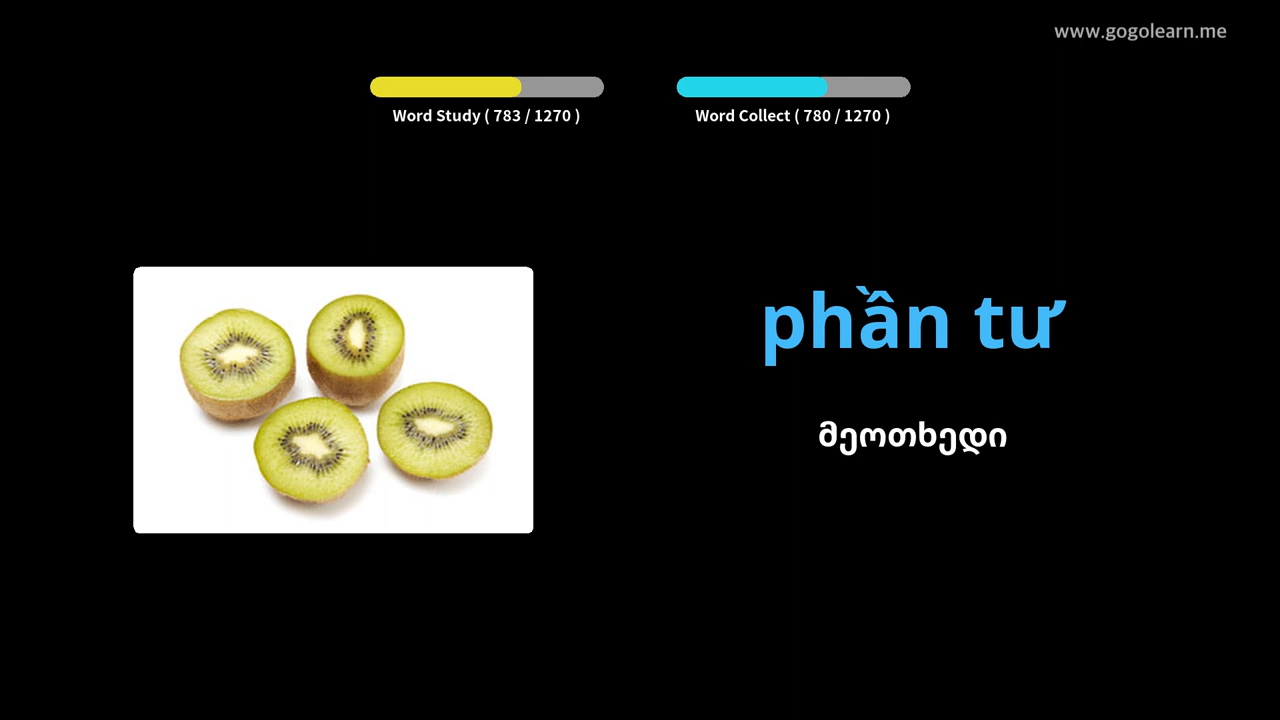 www.gogolearn.me
Word Study ( 783 / 1270 )
Word Collect ( 780 / 1270 )
phần tư
მეოთხედი